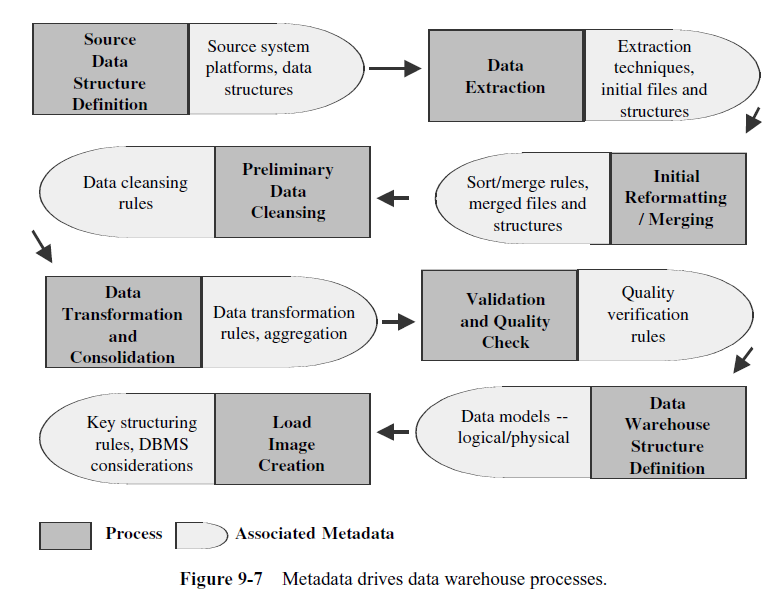 Source
Data
Structure
Definition
Source system
platforms, data
structures
Data
Extraction
Extraction
techniques,
initial files and
structures
Initial
Reformatting
/ Merging
Sort/merge rules,
merged files and
structures
Preliminary
Data
Cleansing
Data cleansing
rules
Data
Transformation
and
Consolidation
Data transformation
rules, aggregation
Validation
and Quality
Check
Quality
verification
rules
Data
Warehouse
Structure
Definition
Data models --
logical/physical
Load
Image
Creation
Key structuring
rules, DBMS
considerations
Process
Associated Metadata
Figure 9-7 Metadata drives data warehouse processes.